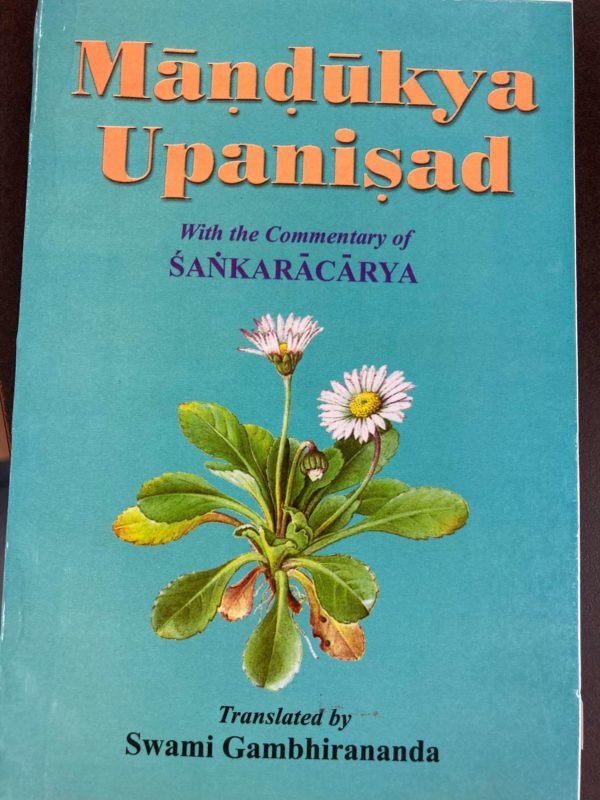 Māṇḍūkya
Upaniṣad
With the Commentary of
ŚAṄKARĀCĀRYA
Translated by
Swami Gambhirananda